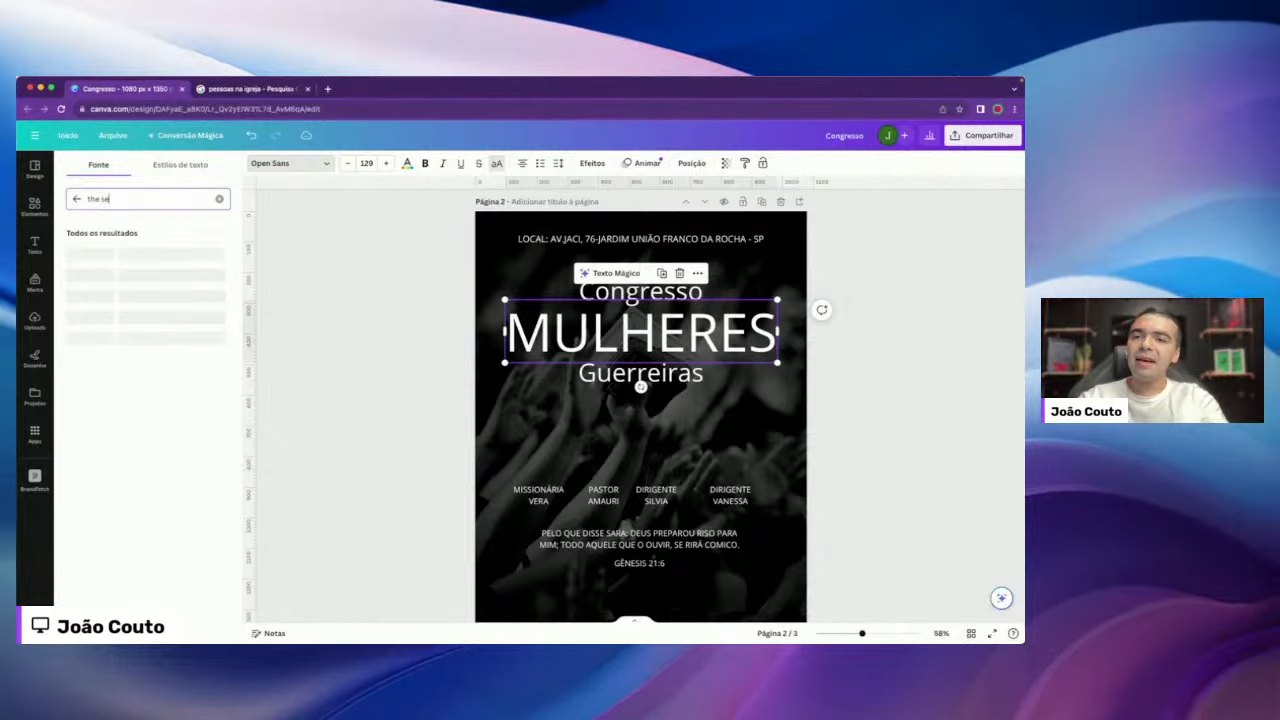 Congresso - 1080 px × 1350 p
pessoas na igreja - Pesquisa G
canva.com/design/DAFyaE_a8K0/Lr_Qv2yEIW31L7d_AvM6qA/edit
Início
Arquivo
Conversão Mágica
Congresso
J
Compartilhar
Fonte
Estilos de texto
Open Sans
129
B
I
U
S
aA
Efeitos
Animar
Posição
the se
Todos os resultados
Design
Elementos
Texto
Marca
Uploads
Desenho
Projetos
Apps
Brandfetch
Página 2 - Adicionar título à página
LOCAL: AV.JACI, 76-JARDIM UNIÃO FRANCO DA ROCHA - SP
Texto Mágico
Congresso
MULHERES
Guerreiras
MISSIONÁRIA
VERA
PASTOR
AMAURI
DIRIGENTE
SILVIA
DIRIGENTE
VANESSA
PELO QUE DISSE SARA: DEUS PREPAROU RISO PARA
MIM; TODO AQUELE QUE O OUVIR, SE RIRÁ COMICO.
GÊNESIS 21:6
Notas
Página 2 / 3
58%
João Couto
João Couto